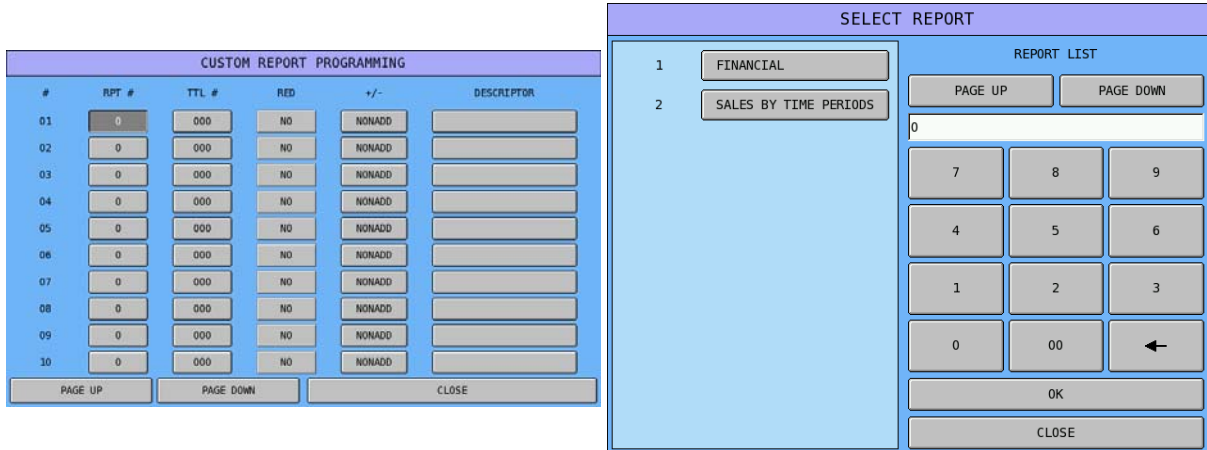 CUSTOM REPORT PROGRAMMING
# RPT # TTL # RED +/- DESCRIPTOR
01 0 000 NO NONADD
02 0 000 NO NONADD
03 0 000 NO NONADD
04 0 000 NO NONADD
05 0 000 NO NONADD
06 0 000 NO NONADD
07 0 000 NO NONADD
08 0 000 NO NONADD
09 0 000 NO NONADD
10 0 000 NO NONADD
PAGE UP PAGE DOWN CLOSE
SELECT REPORT
1 FINANCIAL
2 SALES BY TIME PERIODS
REPORT LIST
PAGE UP PAGE DOWN
0
7 8 9
4 5 6
1 2 3
0 00
OK
CLOSE